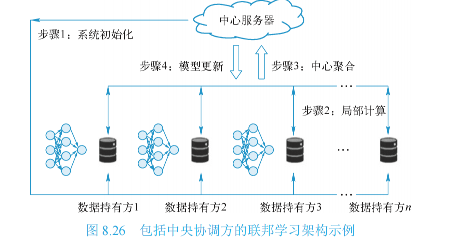 中心服务器
步骤1：系统初始化
步骤4：模型更新
步骤3：中心聚合
...
步骤2：局部计算
...
...
数据持有方1
数据持有方2
数据持有方3
数据持有方n
图 8.26 包括中央协调方的联邦学习架构示例